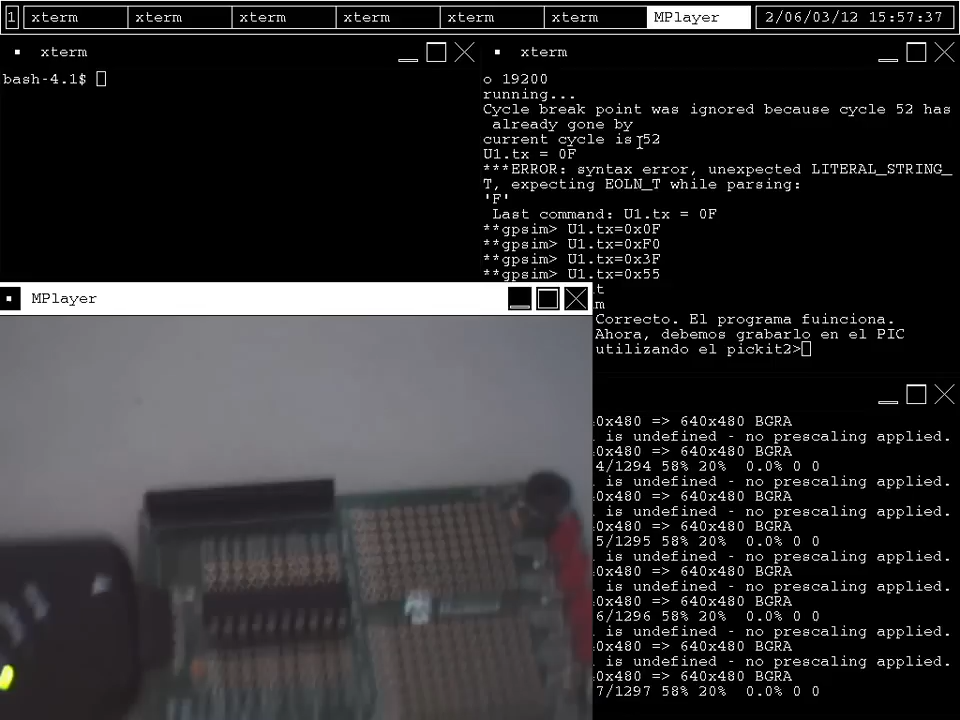 1 xterm xterm xterm xterm xterm xterm MPlayer 2/06/03/12 15:57:37
xterm
bash-4.1$
xterm
o 19200
running...
Cycle break point was ignored because cycle 52 has
already gone by
current cycle is 52
U1.tx = 0F
***ERROR: syntax error, unexpected LITERAL_STRING_
T, expecting EOLN_T while parsing:
'F'
Last command: U1.tx = 0F
**gpsim> U1.tx=0x0F
**gpsim> U1.tx=0xF0
**gpsim> U1.tx=0x3F
**gpsim> U1.tx=0x55
t
m
Correcto. El programa fuinciona.
Ahora, debemos grabarlo en el PIC
utilizando el pickit2>
MPlayer
0x480 => 640x480 BGRA
is undefined - no prescaling applied.
0x480 => 640x480 BGRA
4/1294 58% 20% 0.0% 0 0
is undefined - no prescaling applied.
0x480 => 640x480 BGRA
is undefined - no prescaling applied.
0x480 => 640x480 BGRA
5/1295 58% 20% 0.0% 0 0
is undefined - no prescaling applied.
0x480 => 640x480 BGRA
is undefined - no prescaling applied.
0x480 => 640x480 BGRA
6/1296 58% 20% 0.0% 0 0
is undefined - no prescaling applied.
0x480 => 640x480 BGRA
is undefined - no prescaling applied.
0x480 => 640x480 BGRA
7/1297 58% 20% 0.0% 0 0